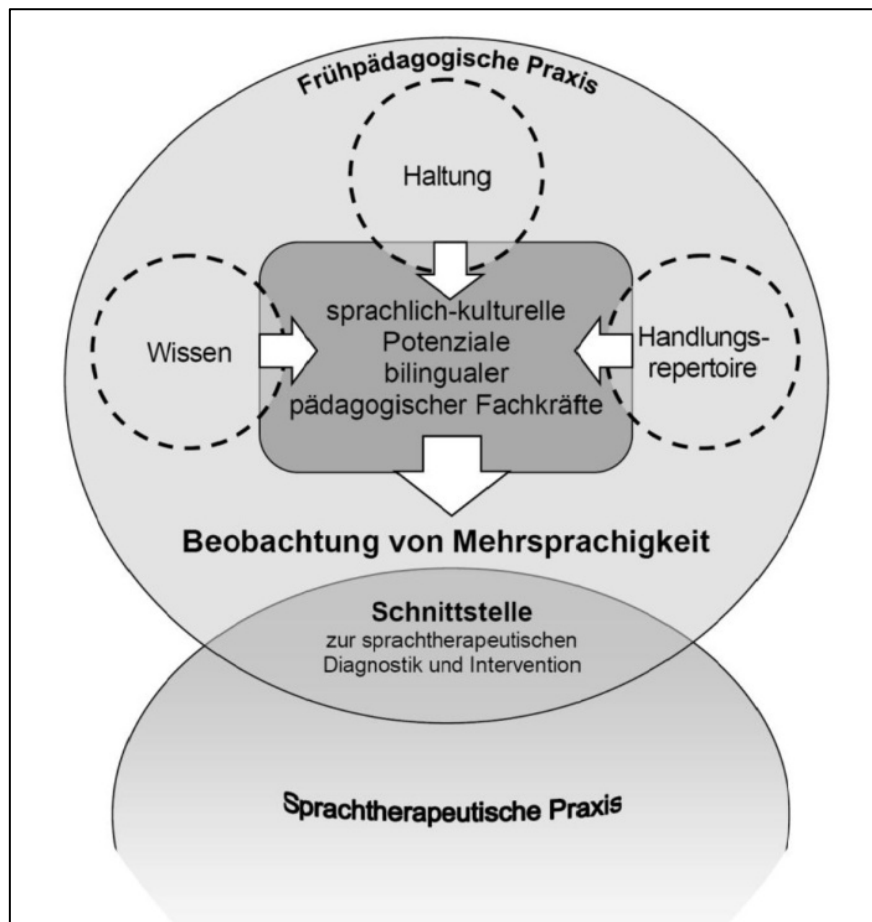 Frühpädagogische Praxis
Haltung
Wissen
sprachlich-kulturelle
Potenziale
bilingualer
pädagogischer Fachkräfte
Handlungs-
repertoire
Beobachtung von Mehrsprachigkeit
Schnittstelle
zur sprachtherapeutischen
Diagnostik und Intervention
Sprachtherapeutische Praxis